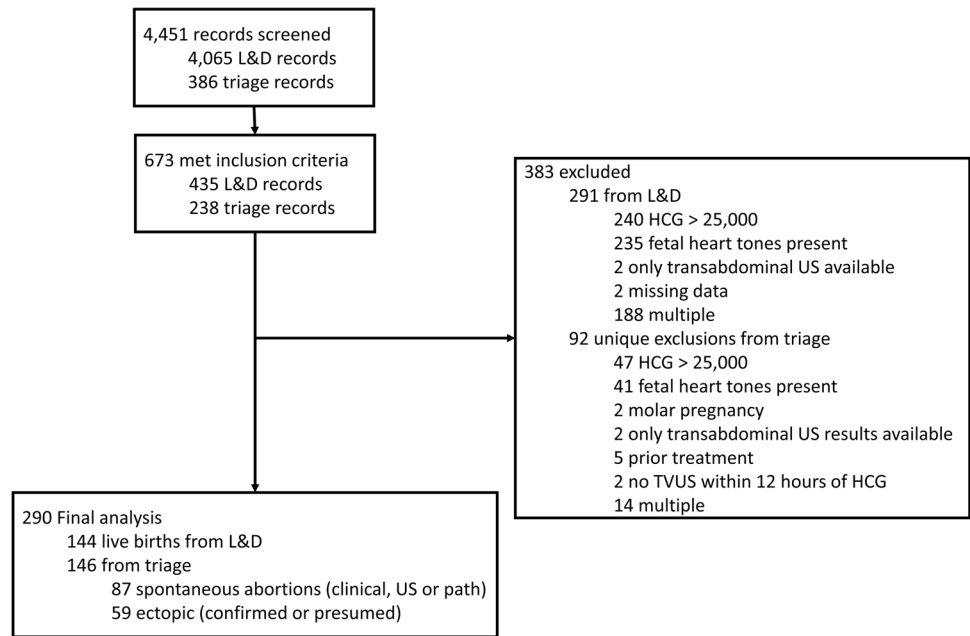 4,451 records screened
4,065 L&D records
386 triage records
673 met inclusion criteria
435 L&D records
238 triage records
383 excluded
291 from L&D
240 HCG > 25,000
235 fetal heart tones present
2 only transabdominal US available
2 missing data
188 multiple
92 unique exclusions from triage
47 HCG > 25,000
41 fetal heart tones present
2 molar pregnancy
2 only transabdominal US results available
5 prior treatment
2 no TVUS within 12 hours of HCG
14 multiple
290 Final analysis
144 live births from L&D
146 from triage
87 spontaneous abortions (clinical, US or path)
59 ectopic (confirmed or presumed)